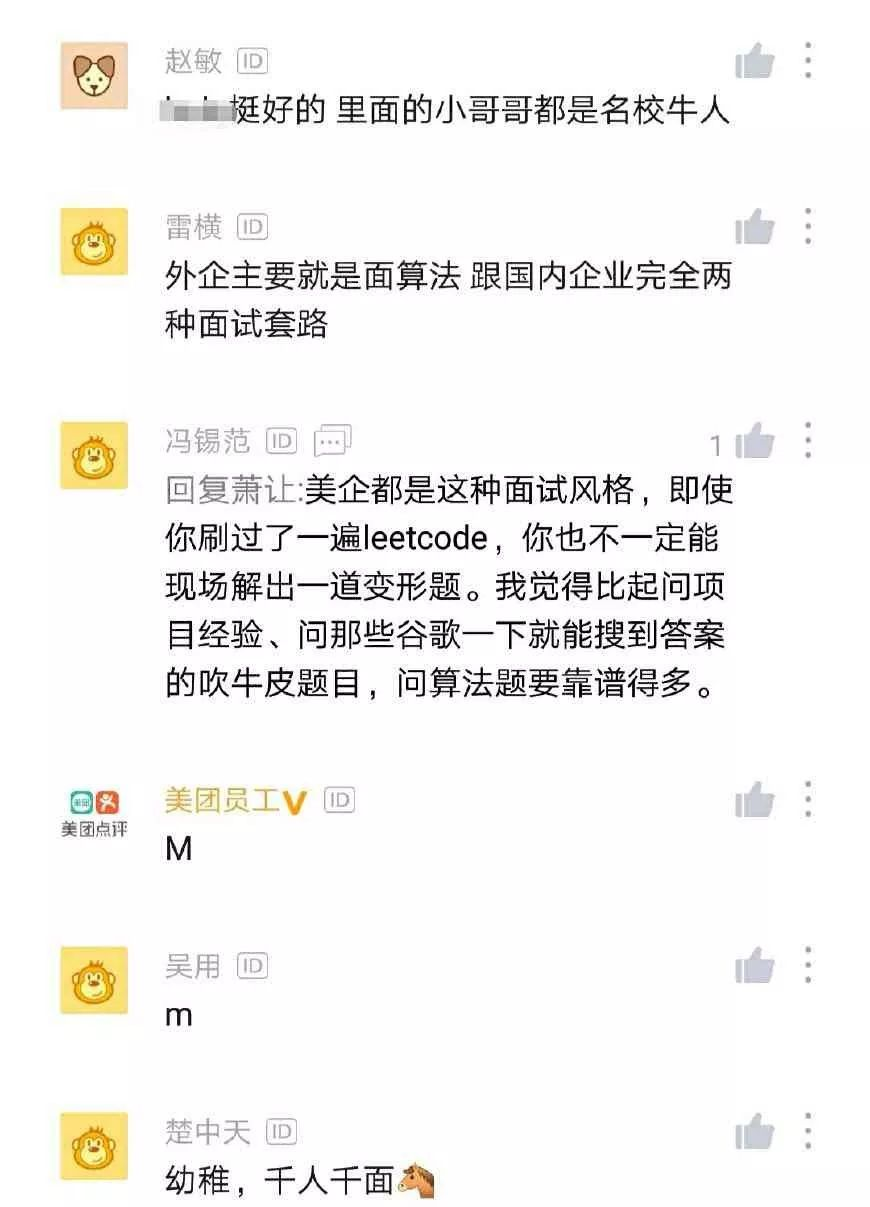 赵敏 ID
挺好的 里面的小哥哥都是名校牛人
雷横 ID
外企主要就是面算法 跟国内企业完全两
种面试套路
冯锡范 ID
1
回复萧让:美企都是这种面试风格，即使
你刷过了一遍leetcode，你也不一定能
现场解出一道变形题。我觉得比起问项
目经验、问那些谷歌一下就能搜到答案
的吹牛皮题目，问算法题要靠谱得多。
美团
美团点评
美团员工V ID
M
吴用 ID
m
楚中天 ID
幼稚，千人千面🐴